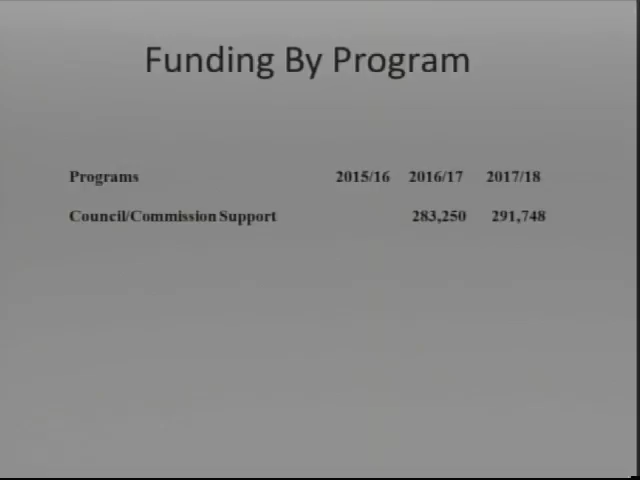 Funding By Program
Programs 2015/16 2016/17 2017/18
Council/Commission Support 283,250 291,748